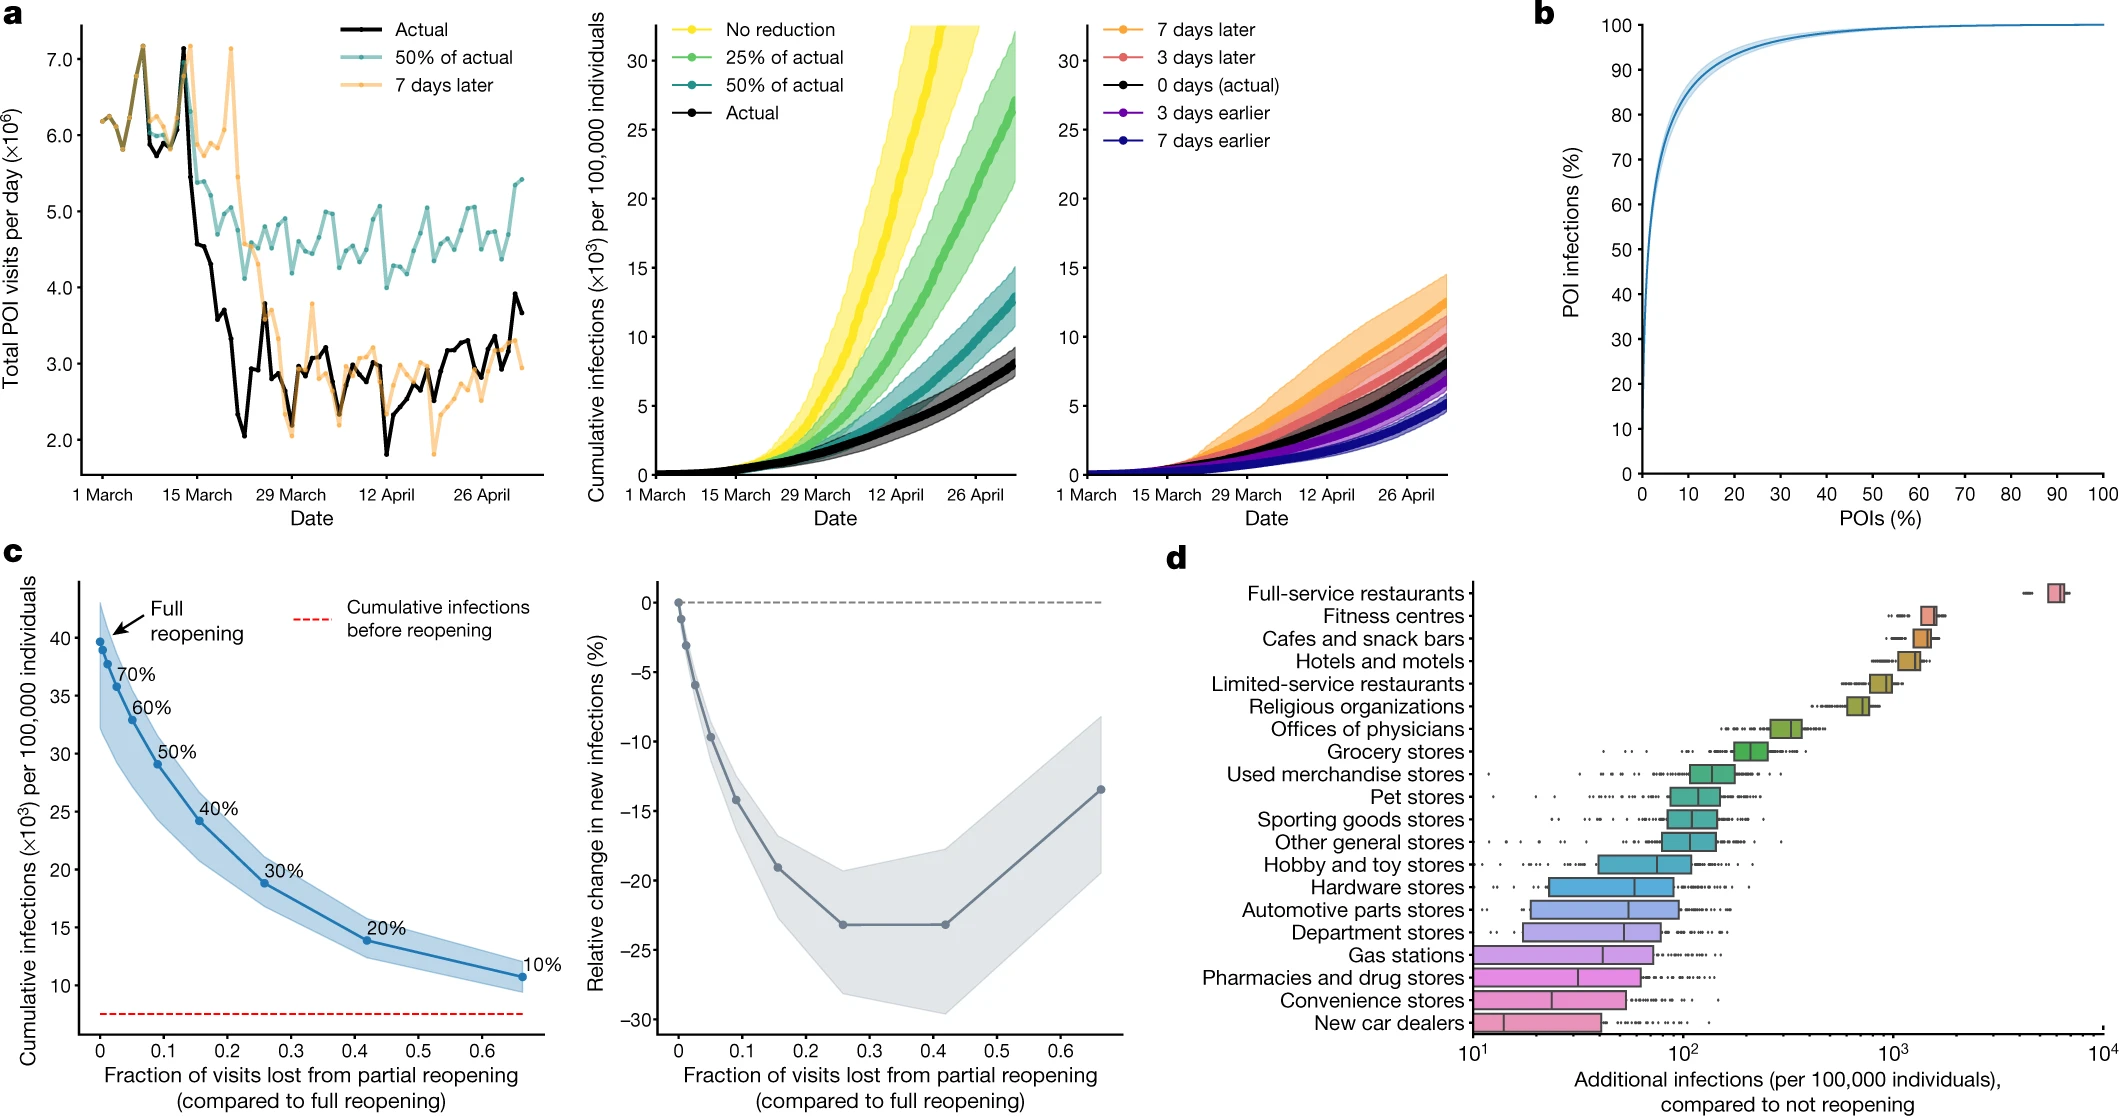 a
Total POI visits per day (×10⁶)
7.0
6.0
5.0
4.0
3.0
2.0
Actual
50% of actual
7 days later
1 March
15 March
29 March
12 April
26 April
Date
Cumulative infections (×10³) per 100,000 individuals
30
25
20
15
10
5
0
No reduction
25% of actual
50% of actual
Actual
1 March
15 March
29 March
12 April
26 April
Date
30
25
20
15
10
5
0
7 days later
3 days later
0 days (actual)
3 days earlier
7 days earlier
1 March
15 March
29 March
12 April
26 April
Date
b
POI infections (%)
100
90
80
70
60
50
40
30
20
10
0
0 10 20 30 40 50 60 70 80 90 100
POIs (%)
c
Cumulative infections (×10³) per 100,000 individuals
40
35
30
25
20
15
10
Full
reopening
Cumulative infections
before reopening
70%
60%
50%
40%
30%
20%
10%
0 0.1 0.2 0.3 0.4 0.5 0.6
Fraction of visits lost from partial reopening
(compared to full reopening)
Relative change in new infections (%)
0
–5
–10
–15
–20
–25
–30
0 0.1 0.2 0.3 0.4 0.5 0.6
Fraction of visits lost from partial reopening
(compared to full reopening)
d
Full-service restaurants
Fitness centres
Cafes and snack bars
Hotels and motels
Limited-service restaurants
Religious organizations
Offices of physicians
Grocery stores
Used merchandise stores
Pet stores
Sporting goods stores
Other general stores
Hobby and toy stores
Hardware stores
Automotive parts stores
Department stores
Gas stations
Pharmacies and drug stores
Convenience stores
New car dealers
10¹ 10² 10³ 10⁴
Additional infections (per 100,000 individuals),
compared to not reopening